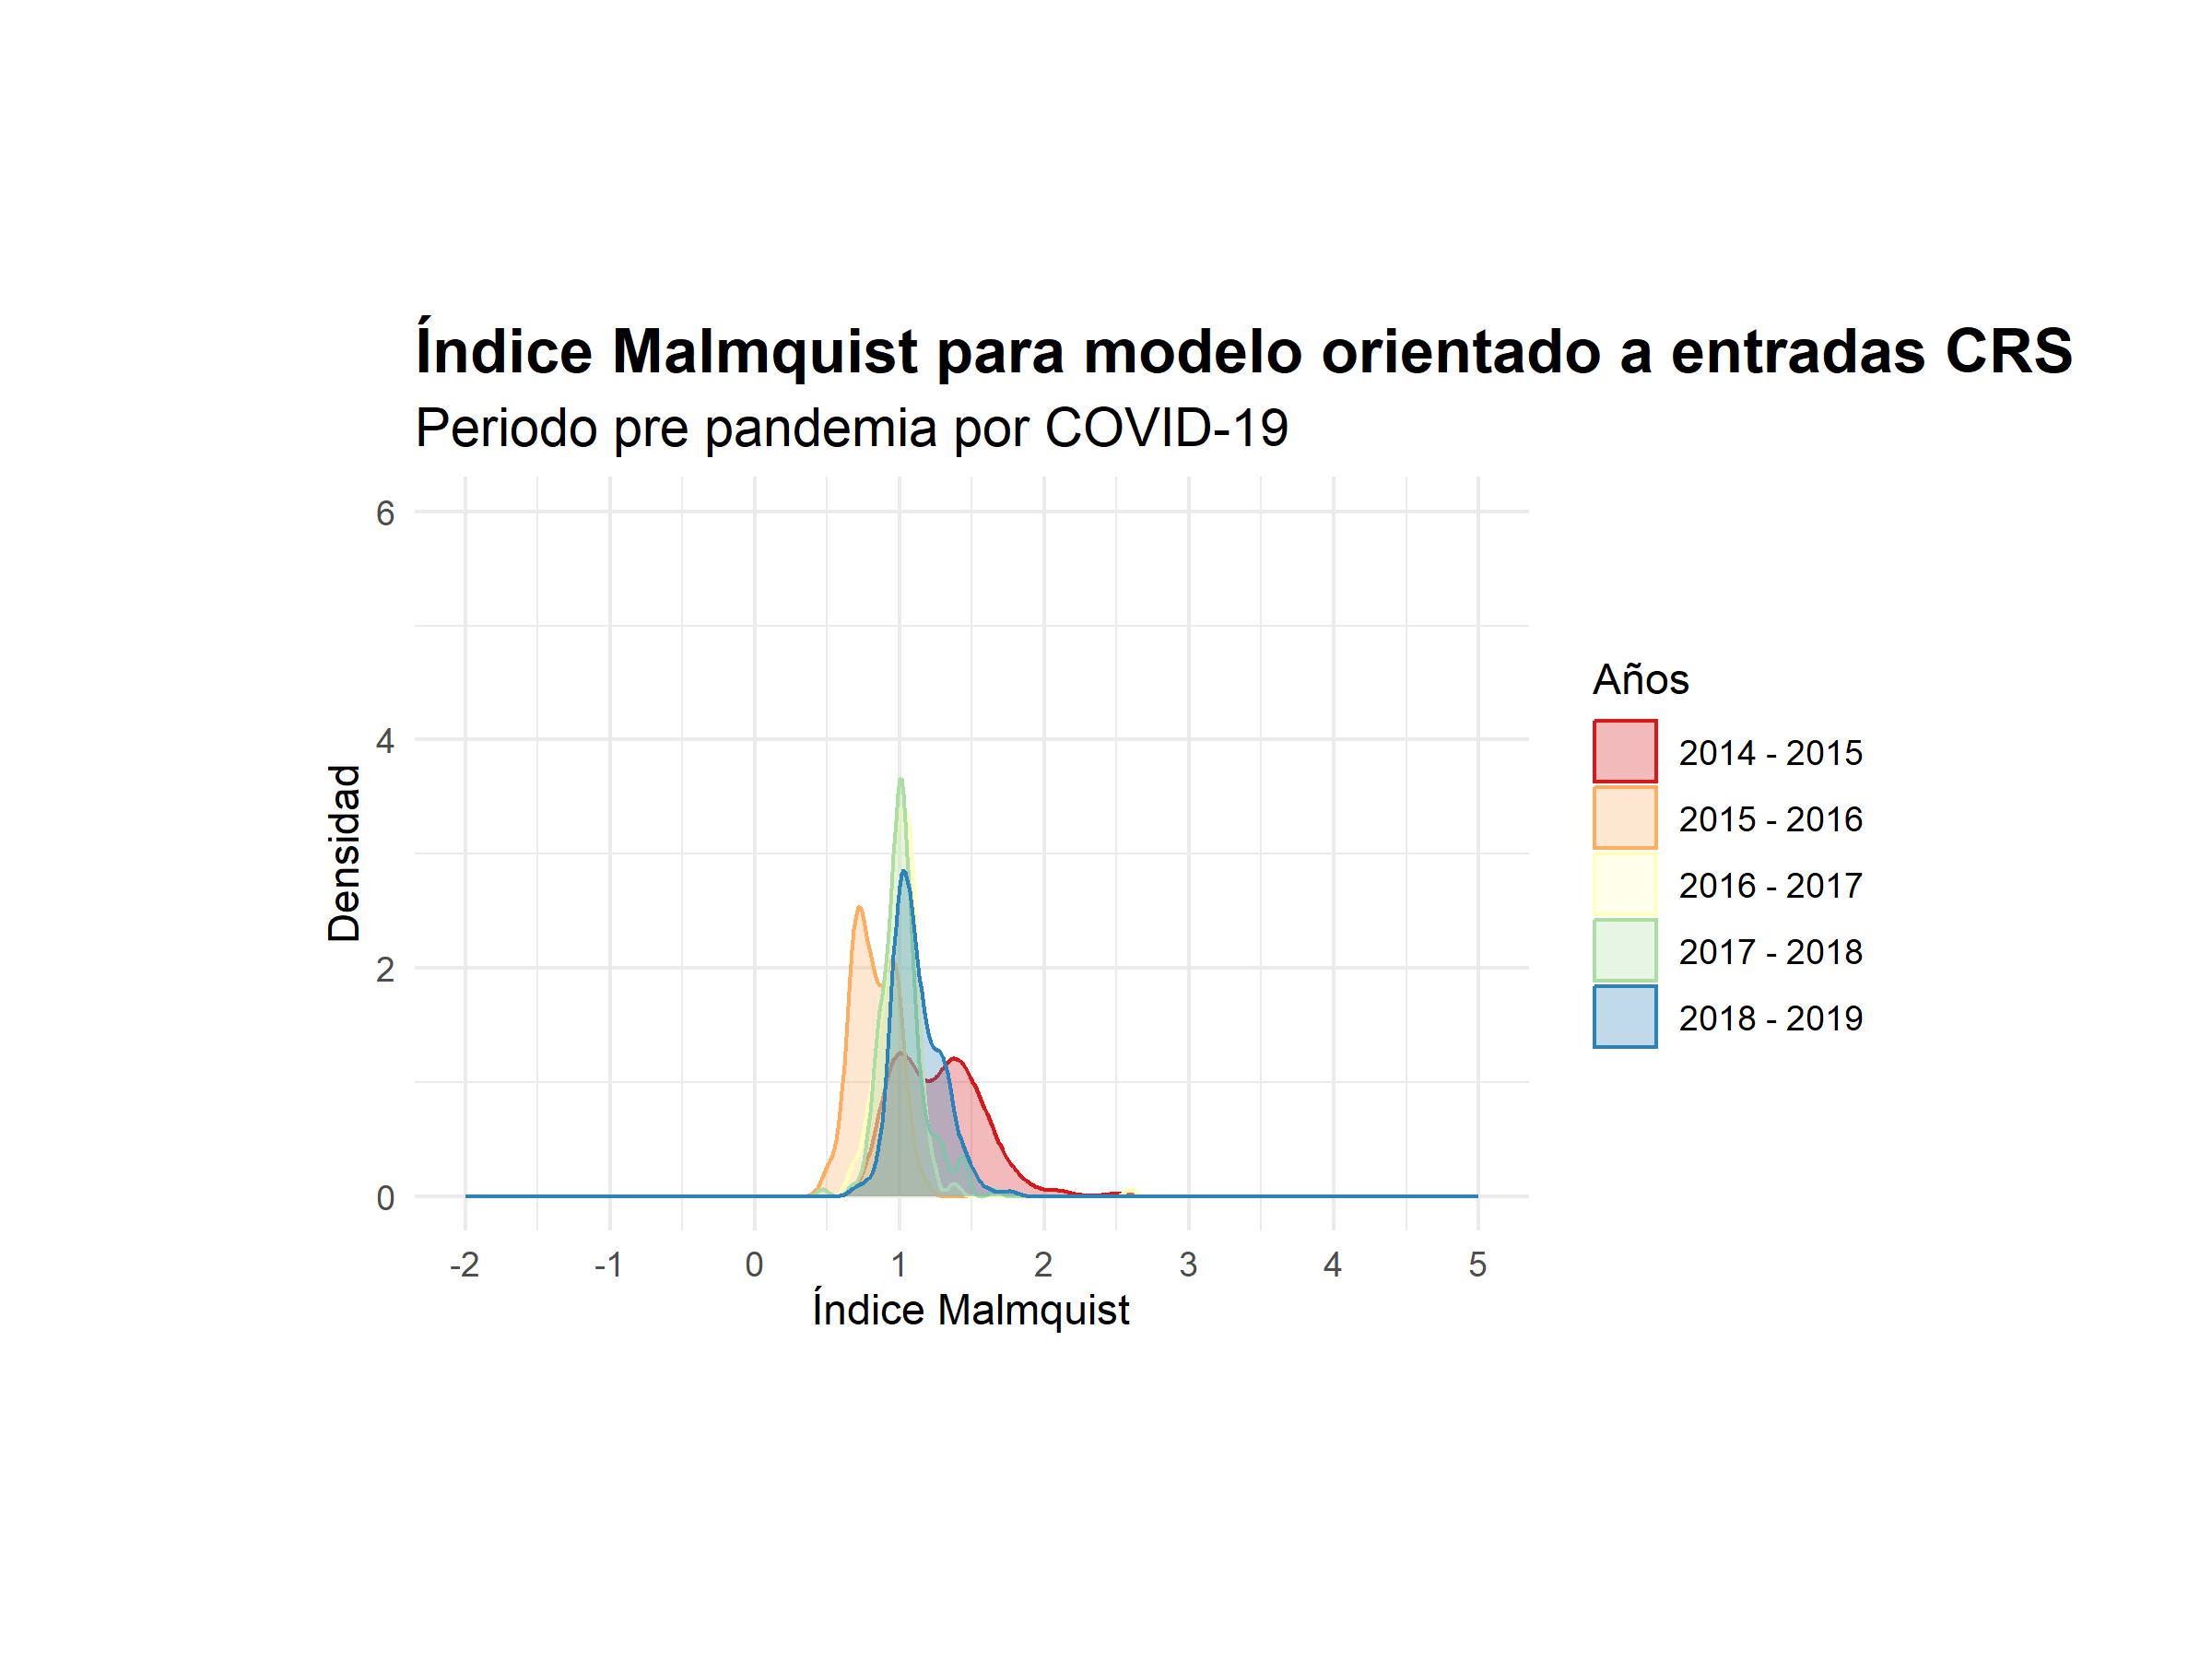 Índice Malmquist para modelo orientado a entradas CRS
Periodo pre pandemia por COVID-19
6
4
2
0
Densidad
-2 -1 0 1 2 3 4 5
Índice Malmquist
Años
2014 - 2015
2015 - 2016
2016 - 2017
2017 - 2018
2018 - 2019